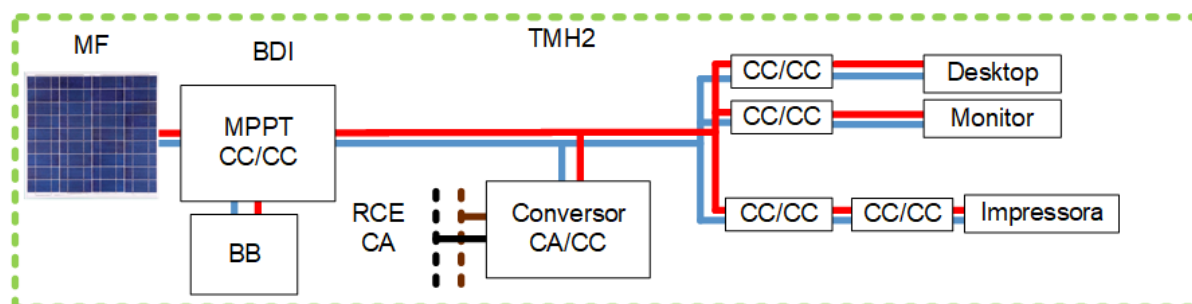 MF
BDI
TMH2
MPPT
CC/CC
BB
RCE
CA
Conversor
CA/CC
CC/CC
Desktop
CC/CC
Monitor
CC/CC
CC/CC
Impressora